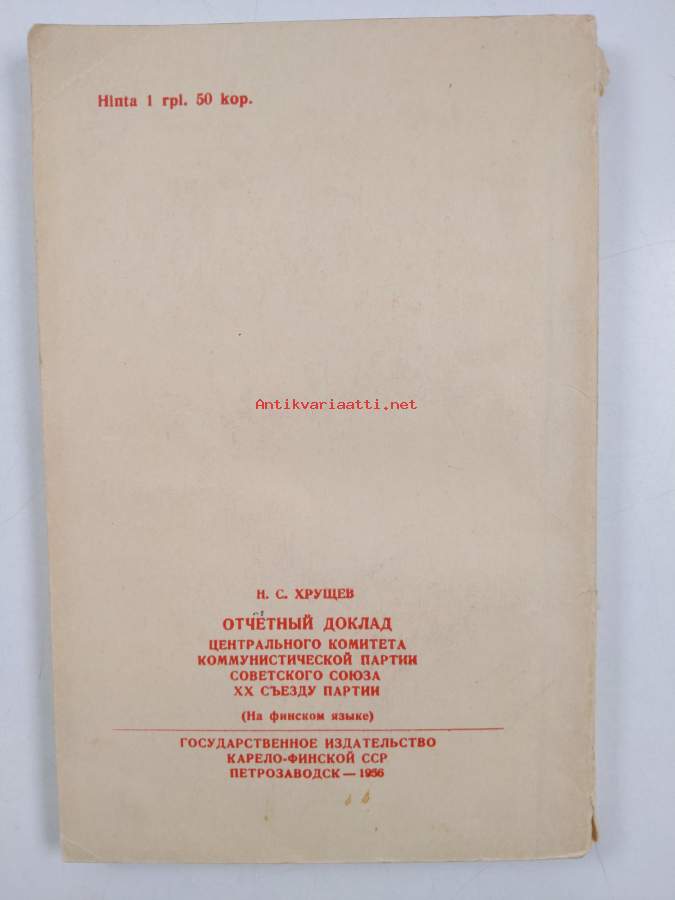 Hinta 1 rpl. 50 kop.
Antikvariaatti.net
Н. С. ХРУЩЕВ
ОТЧЁТНЫЙ ДОКЛАД
ЦЕНТРАЛЬНОГО КОМИТЕТА
КОММУНИСТИЧЕСКОЙ ПАРТИИ
СОВЕТСКОГО СОЮЗА
XX СЪЕЗДУ ПАРТИИ
(На финском языке)
ГОСУДАРСТВЕННОЕ ИЗДАТЕЛЬСТВО
КАРЕЛО-ФИНСКОЙ ССР
ПЕТРОЗАВОДСК — 1956